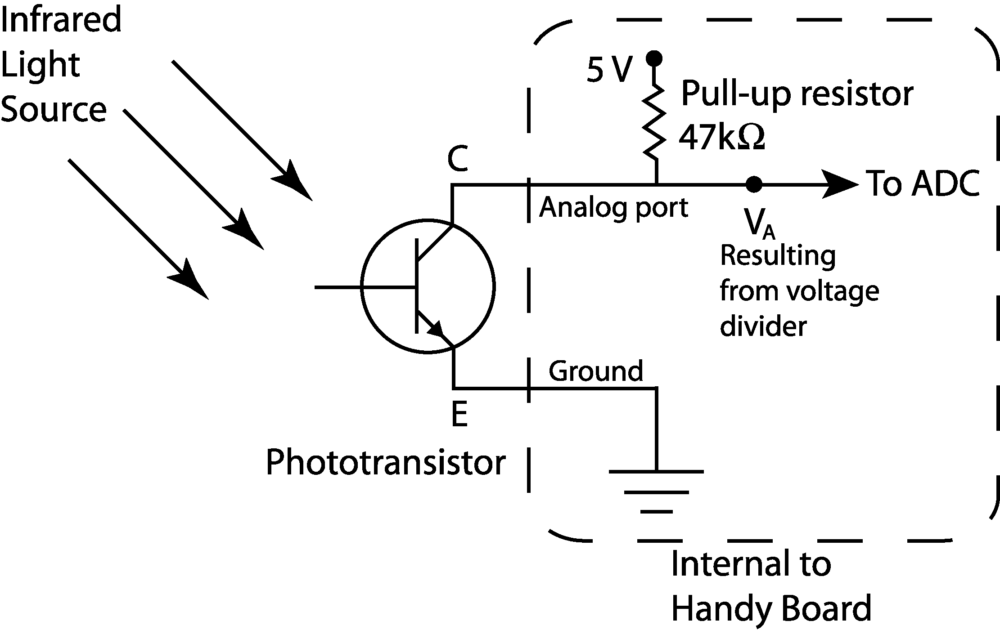 Infrared
Light
Source
5 V
Pull-up resistor
47kΩ
C
To ADC
Analog port
VA
Resulting
from voltage
divider
Ground
E
Phototransistor
Internal to
Handy Board